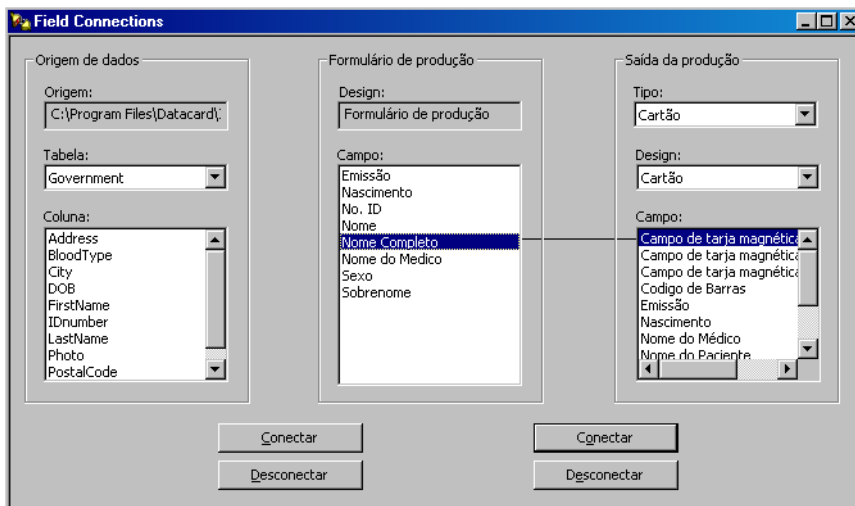 Field Connections
Origem de dados
Origem:
C:\Program Files\Datacard\
Tabela:
Government
Coluna:
Address
BloodType
City
DOB
FirstName
IDnumber
LastName
Photo
PostalCode
Formulário de produção
Design:
Formulário de produção
Campo:
Emissão
Nascimento
No. ID
Nome
Nome Completo
Nome do Medico
Sexo
Sobrenome
Saída da produção
Tipo:
Cartão
Design:
Cartão
Campo:
Campo de tarja magnética
Campo de tarja magnética
Campo de tarja magnética
Codigo de Barras
Emissão
Nascimento
Nome do Médico
Nome do Paciente
Conectar
Conectar
Desconectar
Desconectar